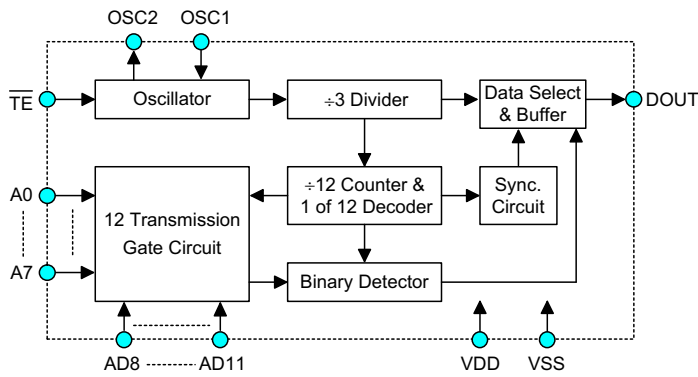 OSC2 OSC1
TE
Oscillator
÷3 Divider
Data Select
& Buffer
DOUT
A0
A7
12 Transmission
Gate Circuit
÷12 Counter &
1 of 12 Decoder
Sync.
Circuit
Binary Detector
AD8 AD11
VDD VSS